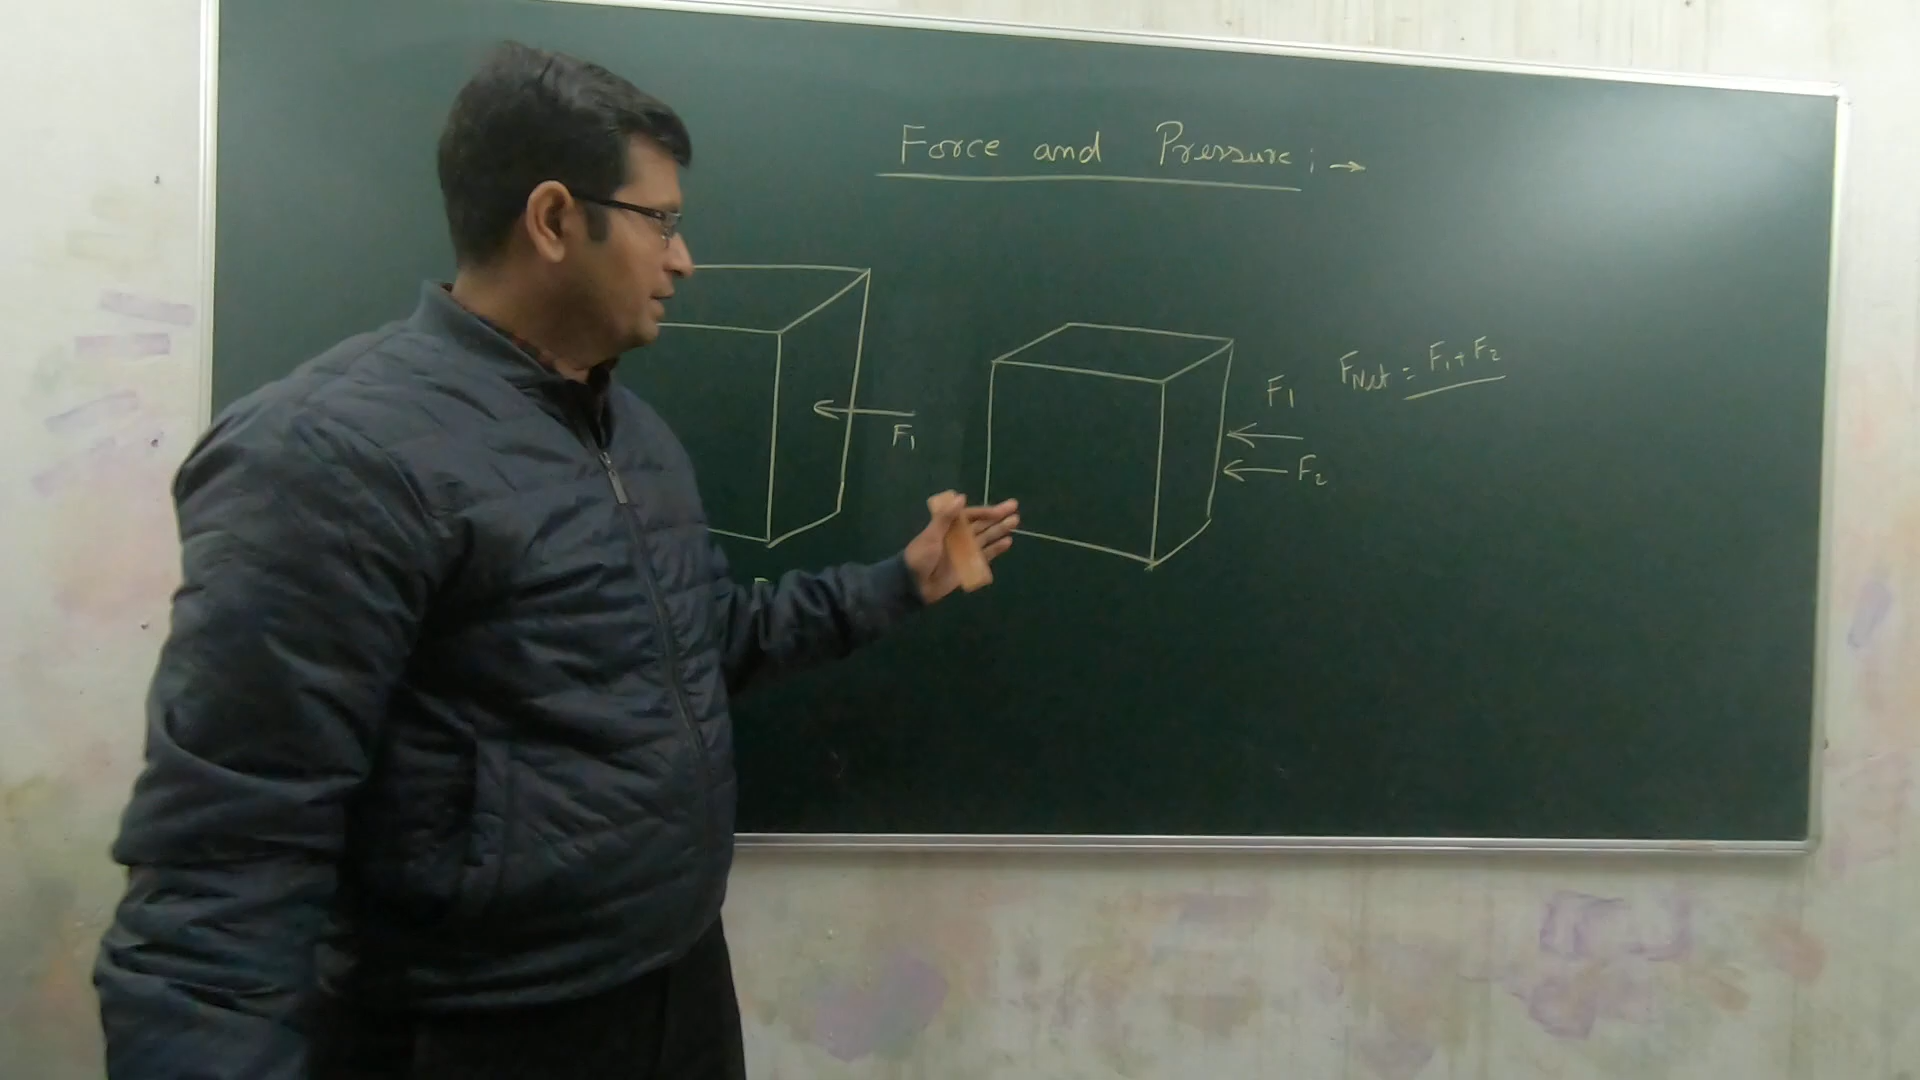 Force and Pressure : →
F1
F1
FNet = F1 + F2
F2